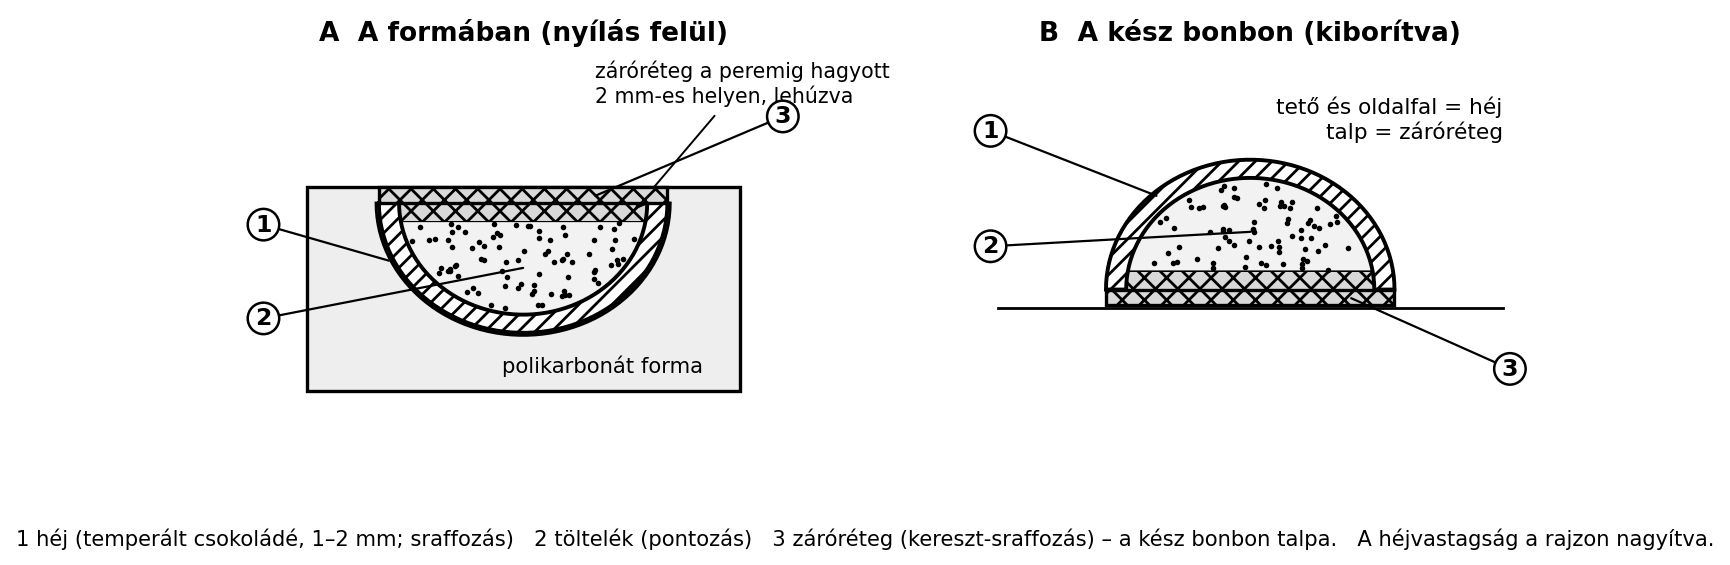 A  A formában (nyílás felül)
záróréteg a peremig hagyott
2 mm-es helyen, lehúzva
3
1
2
polikarbonát forma
B  A kész bonbon (kiborítva)
tető és oldalfal = héj
talp = záróréteg
1
2
3
1 héj (temperált csokoládé, 1–2 mm; sraffozás)   2 töltelék (pontozás)   3 záróréteg (kereszt-sraffozás) – a kész bonbon talpa.   A héjvastagság a rajzon nagyítva.